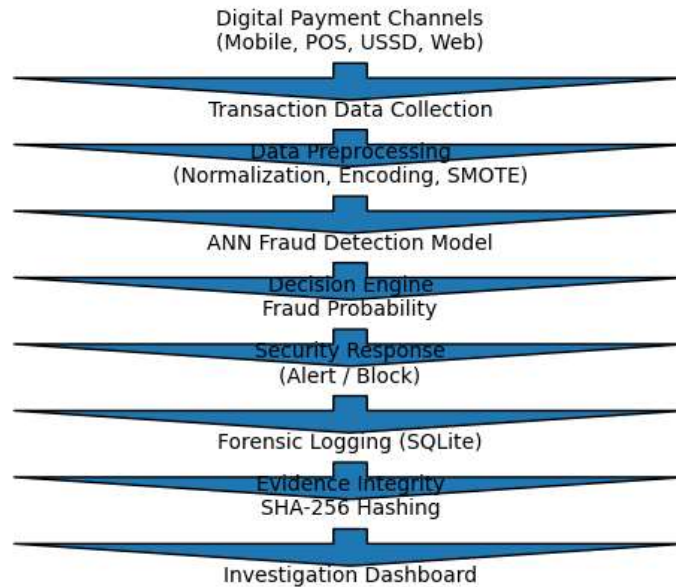 Digital Payment Channels
(Mobile, POS, USSD, Web)
Transaction Data Collection
Data Preprocessing
(Normalization, Encoding, SMOTE)
ANN Fraud Detection Model
Decision Engine
Fraud Probability
Security Response
(Alert / Block)
Forensic Logging (SQLite)
Evidence Integrity
SHA-256 Hashing
Investigation Dashboard